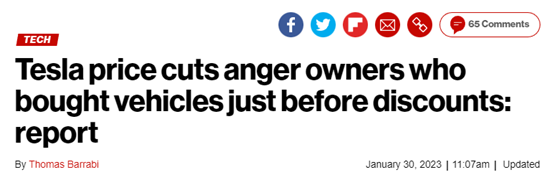 65 Comments
TECH
Tesla price cuts anger owners who
bought vehicles just before discounts:
report
By Thomas Barrabi
January 30, 2023 | 11:07am | Updated